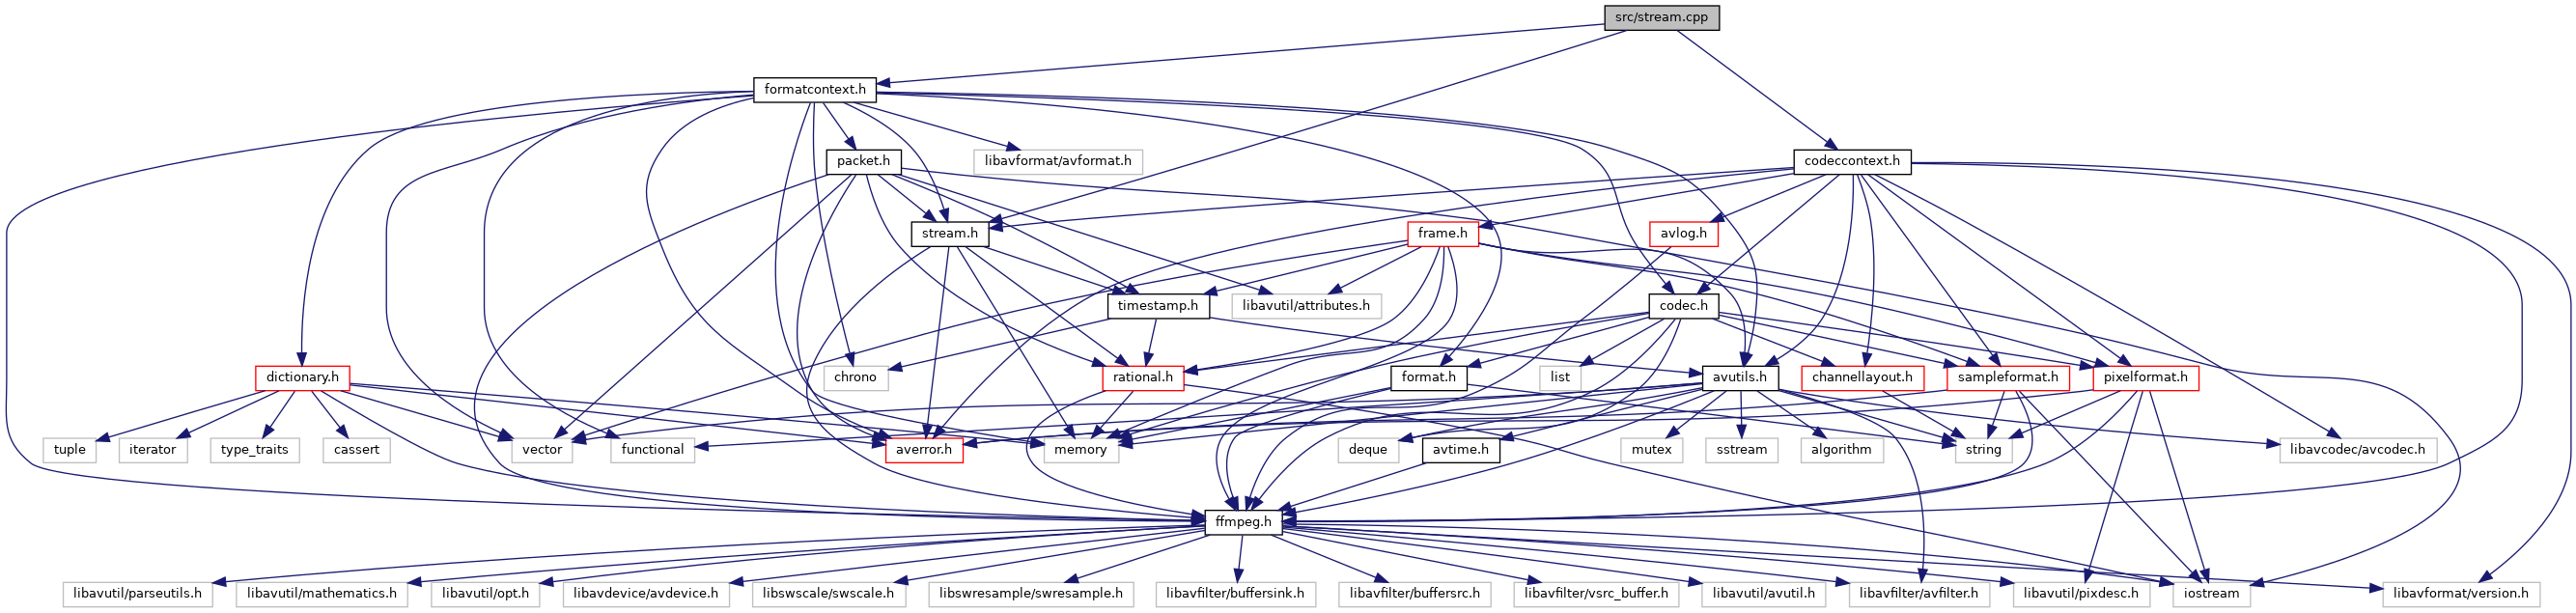 src/stream.cpp
formatcontext.h
packet.h
libavformat/avformat.h
codeccontext.h
stream.h
frame.h
avlog.h
timestamp.h
libavutil/attributes.h
codec.h
dictionary.h
chrono
rational.h
format.h
list
avutils.h
channellayout.h
sampleformat.h
pixelformat.h
tuple
iterator
type_traits
cassert
vector
functional
averror.h
memory
deque
avtime.h
mutex
sstream
algorithm
string
libavcodec/avcodec.h
ffmpeg.h
libavutil/parseutils.h
libavutil/mathematics.h
libavutil/opt.h
libavdevice/avdevice.h
libswscale/swscale.h
libswresample/swresample.h
libavfilter/buffersink.h
libavfilter/buffersrc.h
libavfilter/vsrc_buffer.h
libavutil/avutil.h
libavfilter/avfilter.h
libavutil/pixdesc.h
iostream
libavformat/version.h